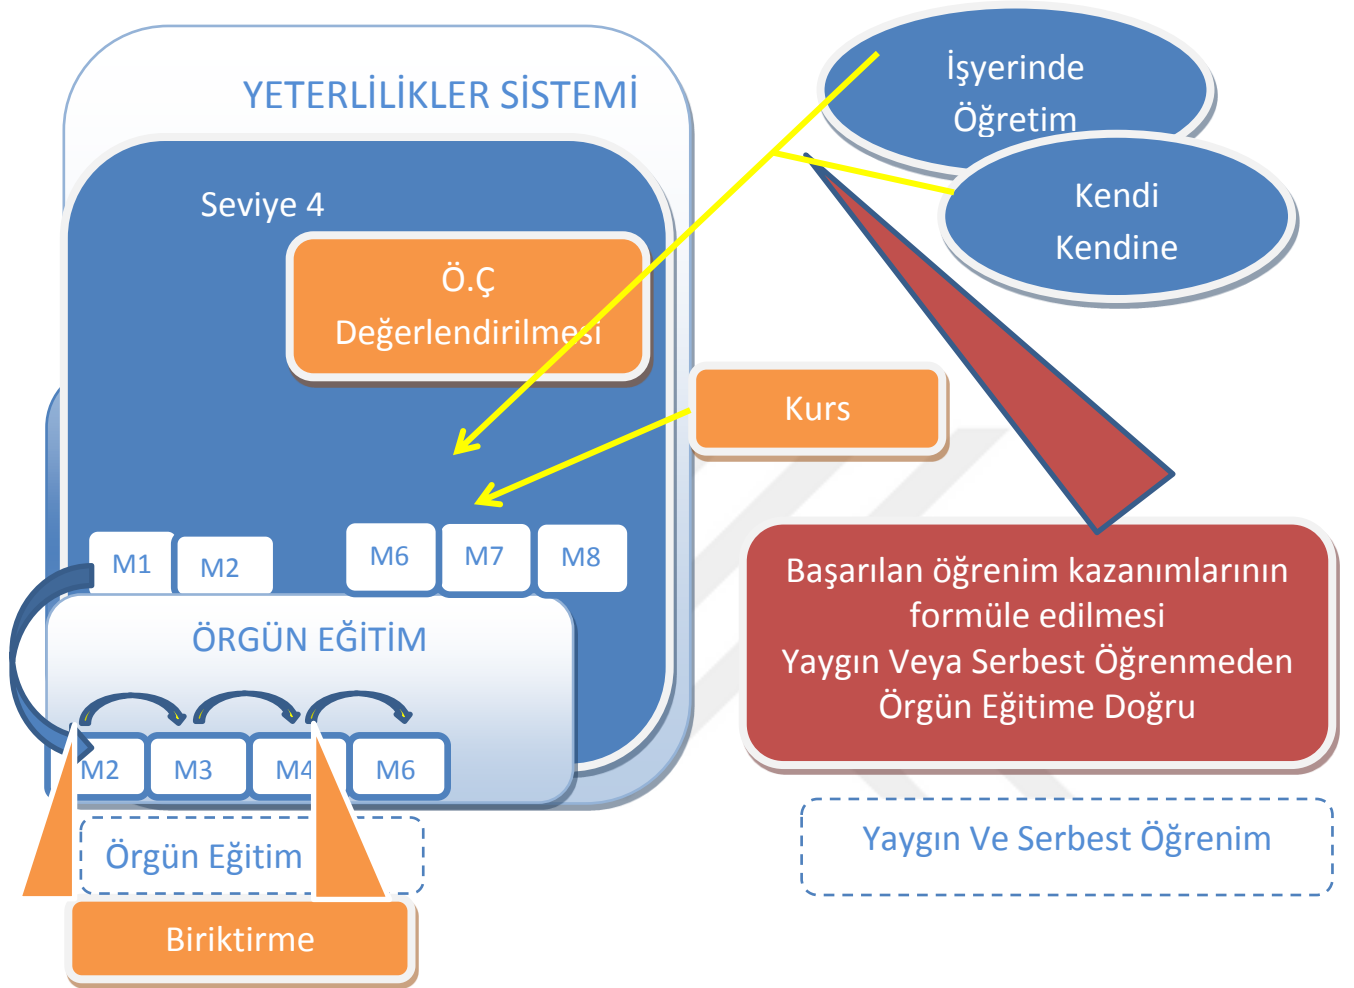 YETERLİLİKLER SİSTEMİ
Seviye 4
Ö.Ç
Değerlendirilmesi
İşyerinde
Öğretim
Kendi
Kendine
Kurs
M1
M2
M6
M7
M8
ÖRGÜN EĞİTİM
M2
M3
M4
M6
Örgün Eğitim
Biriktirme
Başarılan öğrenim kazanımlarının
formüle edilmesi
Yaygın Veya Serbest Öğrenmeden
Örgün Eğitime Doğru
Yaygın Ve Serbest Öğrenim